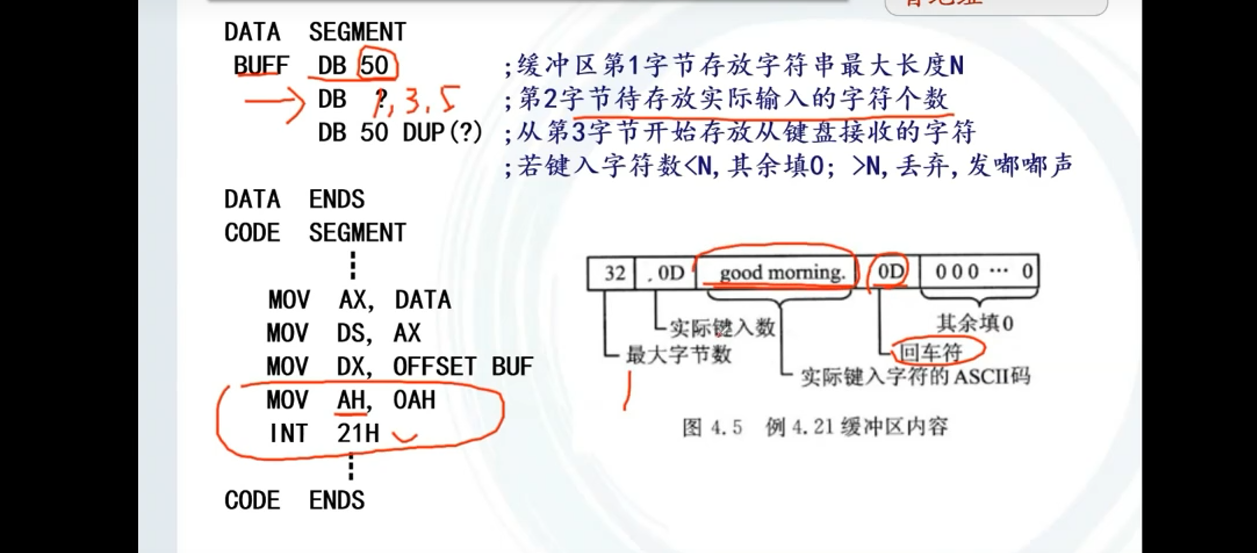 DATA SEGMENT
BUFF DB 50 ;缓冲区第1字节存放字符串最大长度N
DB ? 1,3.5 ;第2字节待存放实际输入的字符个数
DB 50 DUP(?) ;从第3字节开始存放从键盘接收的字符
;若键入字符数<N,其余填0; >N,丢弃,发嘟嘟声
DATA ENDS
CODE SEGMENT
MOV AX, DATA
MOV DS, AX
MOV DX, OFFSET BUF
MOV AH, 0AH
INT 21H
CODE ENDS
32 .0D good morning. 0D 0 0 0 … 0
实际键入数
其余填0
最大字节数
回车符
实际键入字符的ASCII码
图 4.5 例 4.21 缓冲区内容